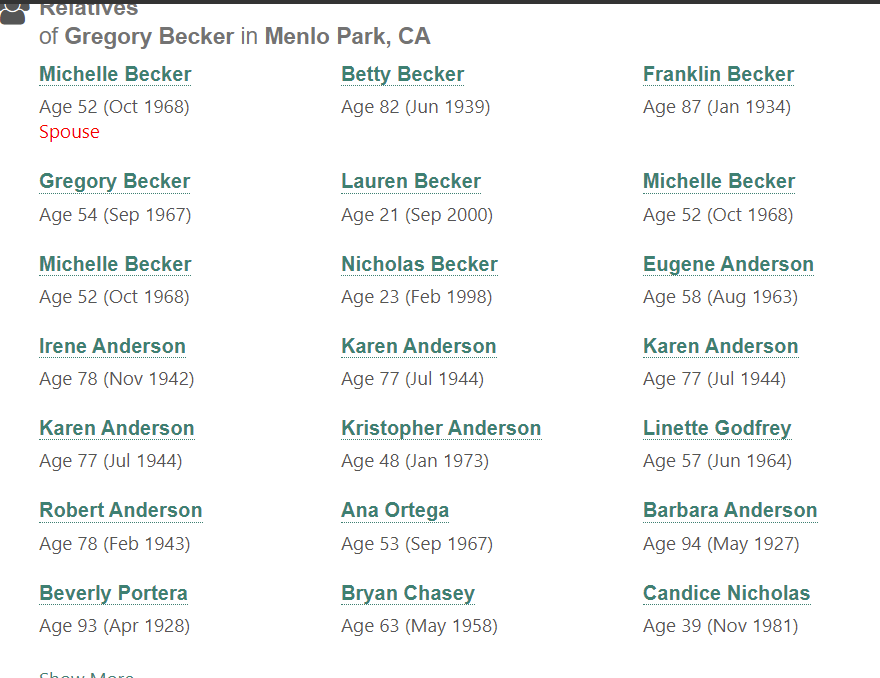 Relatives
of Gregory Becker in Menlo Park, CA
Michelle Becker Betty Becker Franklin Becker
Age 52 (Oct 1968) Age 82 (Jun 1939) Age 87 (Jan 1934)
Spouse
Gregory Becker Lauren Becker Michelle Becker
Age 54 (Sep 1967) Age 21 (Sep 2000) Age 52 (Oct 1968)
Michelle Becker Nicholas Becker Eugene Anderson
Age 52 (Oct 1968) Age 23 (Feb 1998) Age 58 (Aug 1963)
Irene Anderson Karen Anderson Karen Anderson
Age 78 (Nov 1942) Age 77 (Jul 1944) Age 77 (Jul 1944)
Karen Anderson Kristopher Anderson Linette Godfrey
Age 77 (Jul 1944) Age 48 (Jan 1973) Age 57 (Jun 1964)
Robert Anderson Ana Ortega Barbara Anderson
Age 78 (Feb 1943) Age 53 (Sep 1967) Age 94 (May 1927)
Beverly Portera Bryan Chasey Candice Nicholas
Age 93 (Apr 1928) Age 63 (May 1958) Age 39 (Nov 1981)
Show More